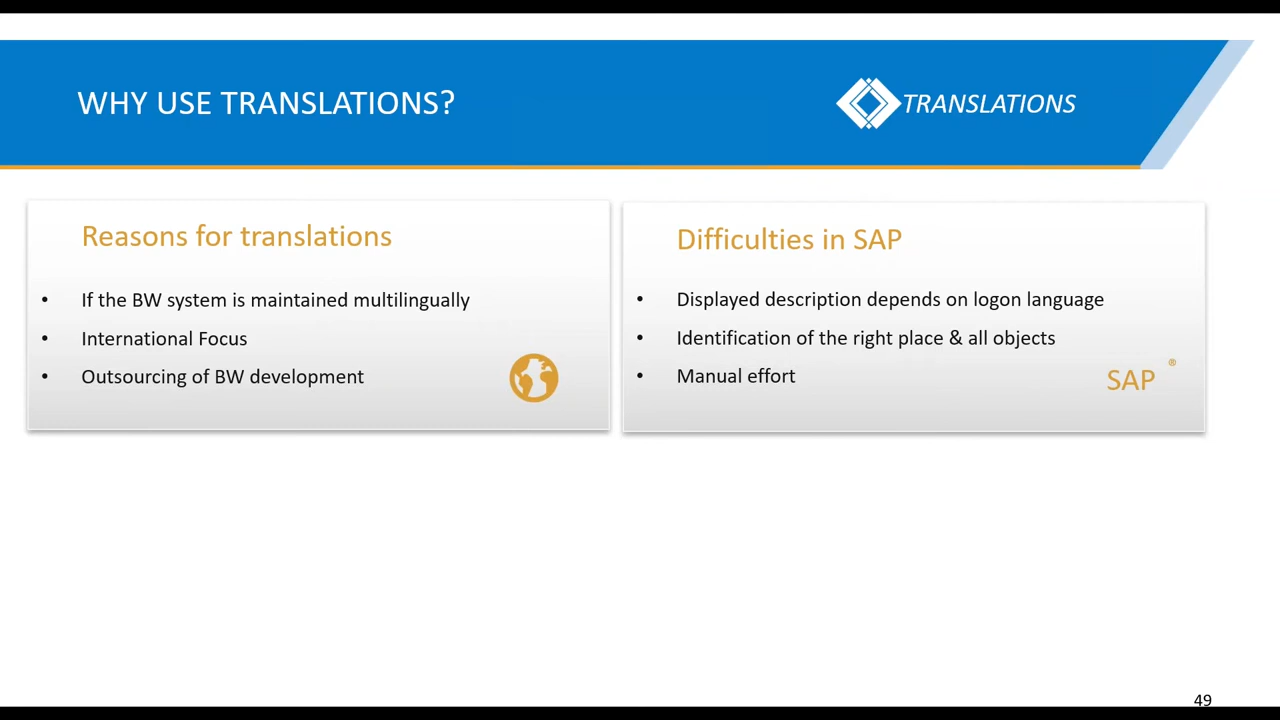 WHY USE TRANSLATIONS?
TRANSLATIONS
Reasons for translations
• If the BW system is maintained multilingually
• International Focus
• Outsourcing of BW development
Difficulties in SAP
• Displayed description depends on logon language
• Identification of the right place & all objects
• Manual effort
SAP ®
49